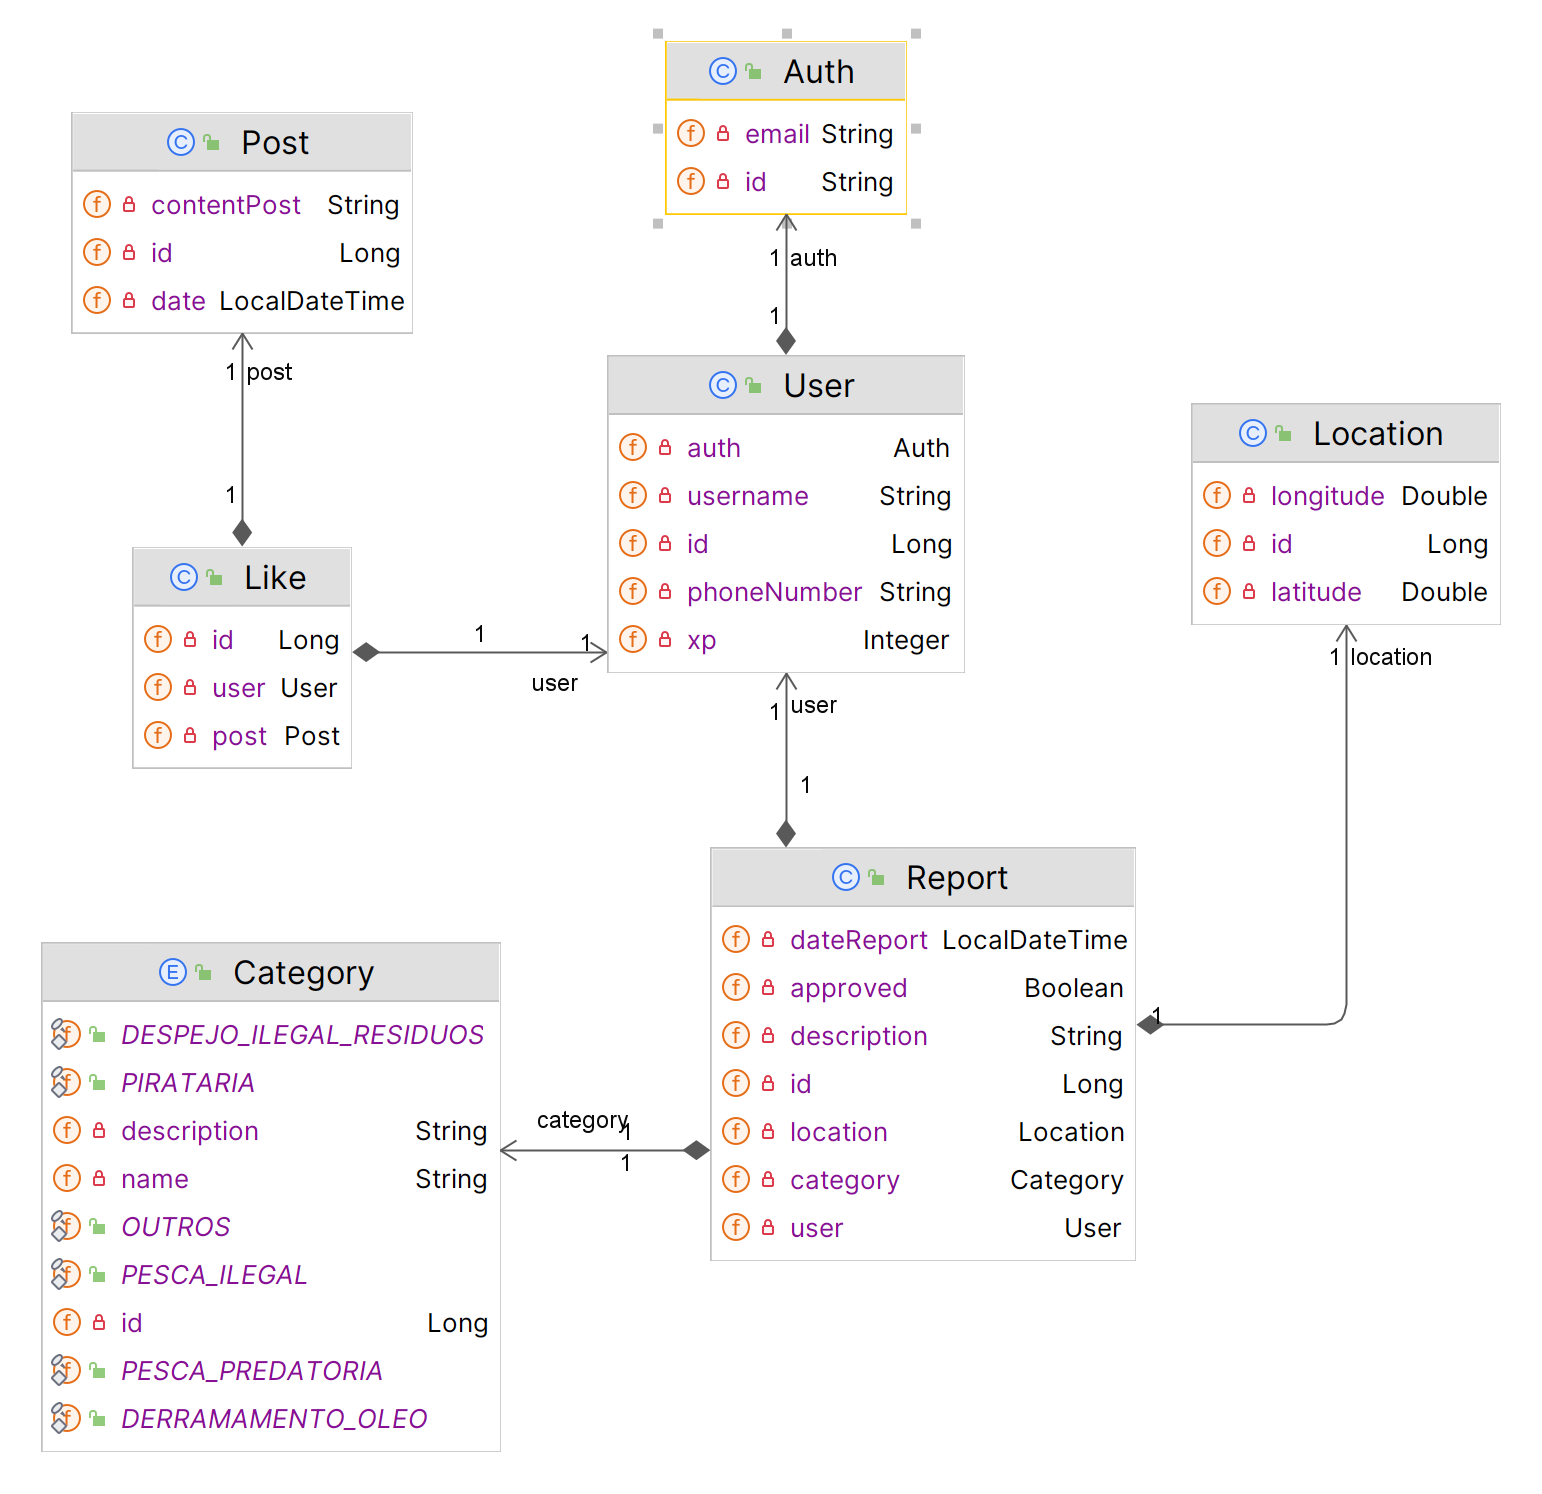 Auth
email String
id String
Post
contentPost String
id Long
date LocalDateTime
1 auth
1
1 post
1
User
auth Auth
username String
id Long
phoneNumber String
xp Integer
Location
longitude Double
id Long
latitude Double
Like
id Long
user User
post Post
1 1
user
1 location
1 user
1
Report
dateReport LocalDateTime
approved Boolean
description String
id Long
location Location
category Category
user User
1
category 1
1
Category
DESPEJO_ILEGAL_RESIDUOS
PIRATARIA
description String
name String
OUTROS
PESCA_ILEGAL
id Long
PESCA_PREDATORIA
DERRAMAMENTO_OLEO